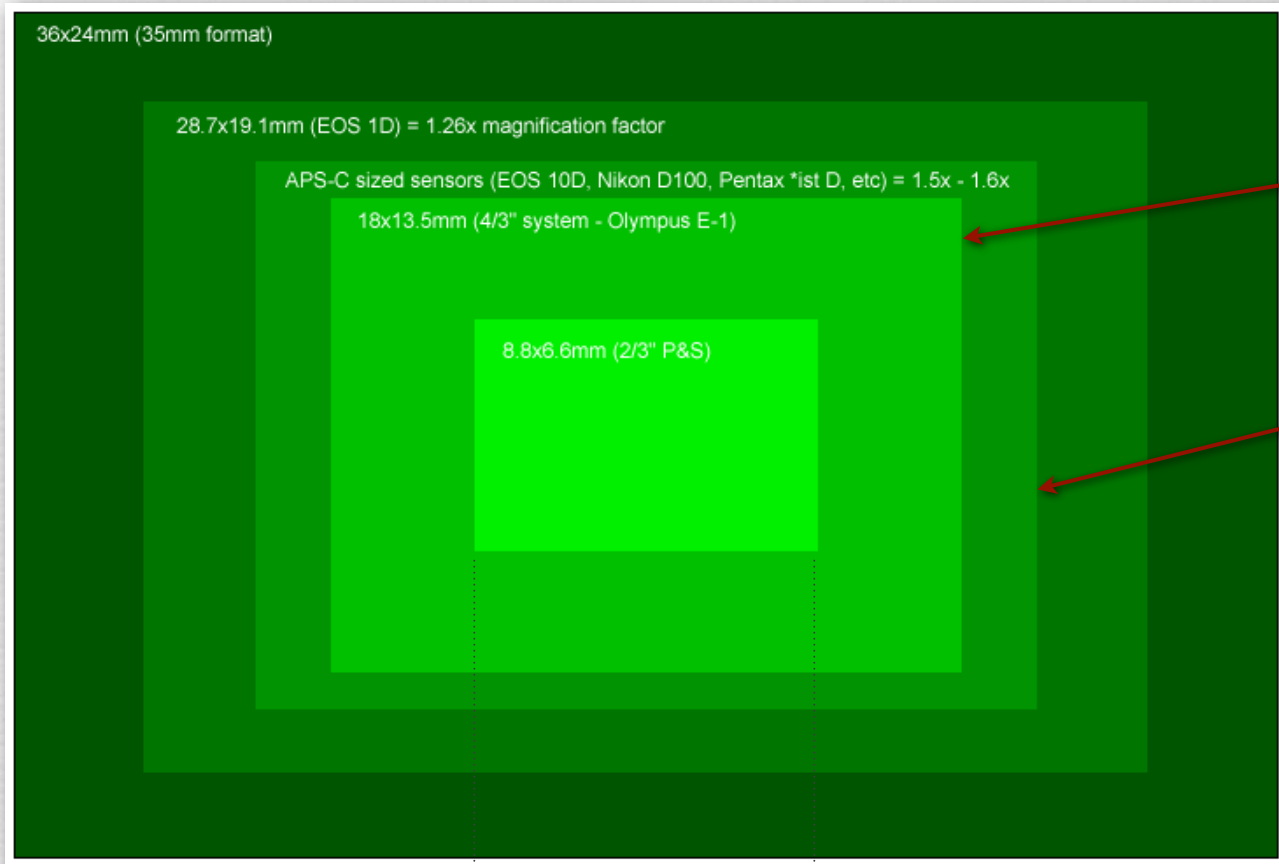 36x24mm (35mm format)
28.7x19.1mm (EOS 1D) = 1.26x magnification factor
APS-C sized sensors (EOS 10D, Nikon D100, Pentax *ist D, etc) = 1.5x - 1.6x
18x13.5mm (4/3" system - Olympus E-1)
8.8x6.6mm (2/3" P&S)